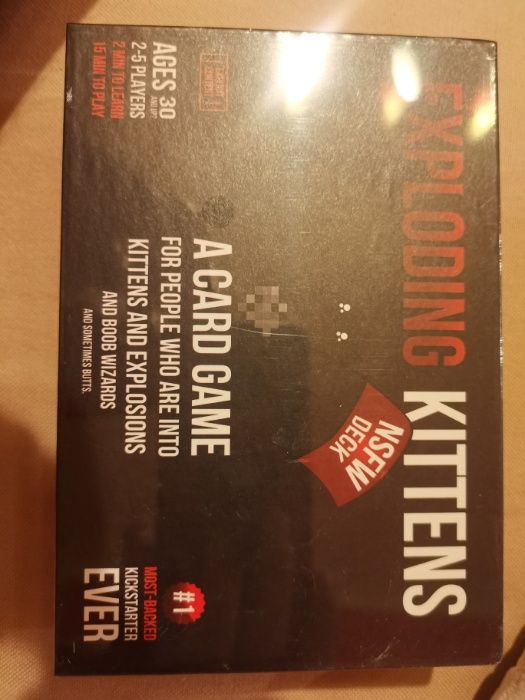 EXPLODING KITTENS
NSFW
DECK
A CARD GAME
FOR PEOPLE WHO ARE INTO
KITTENS AND EXPLOSIONS
AND BOOB WIZARDS
AND SOMETIMES BUTTS.
AGES 30
AND UP
2-5 PLAYERS
2 MIN TO LEARN
15 MIN TO PLAY
#1
MOST-BACKED
KICKSTARTER
EVER